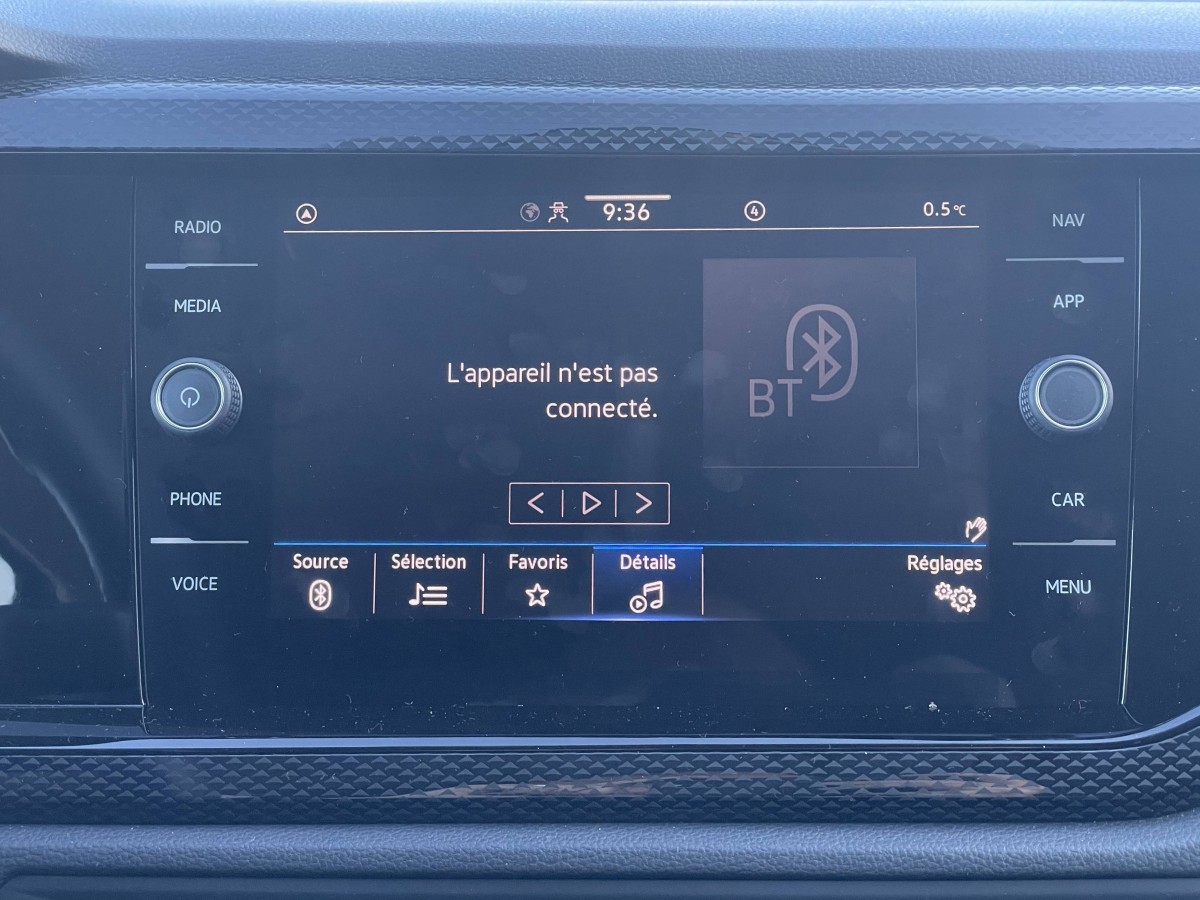 9:36
4
0.5°C
RADIO
MEDIA
PHONE
VOICE
L'appareil n'est pas
connecté.
BT
Source
Sélection
Favoris
Détails
Réglages
NAV
APP
CAR
MENU